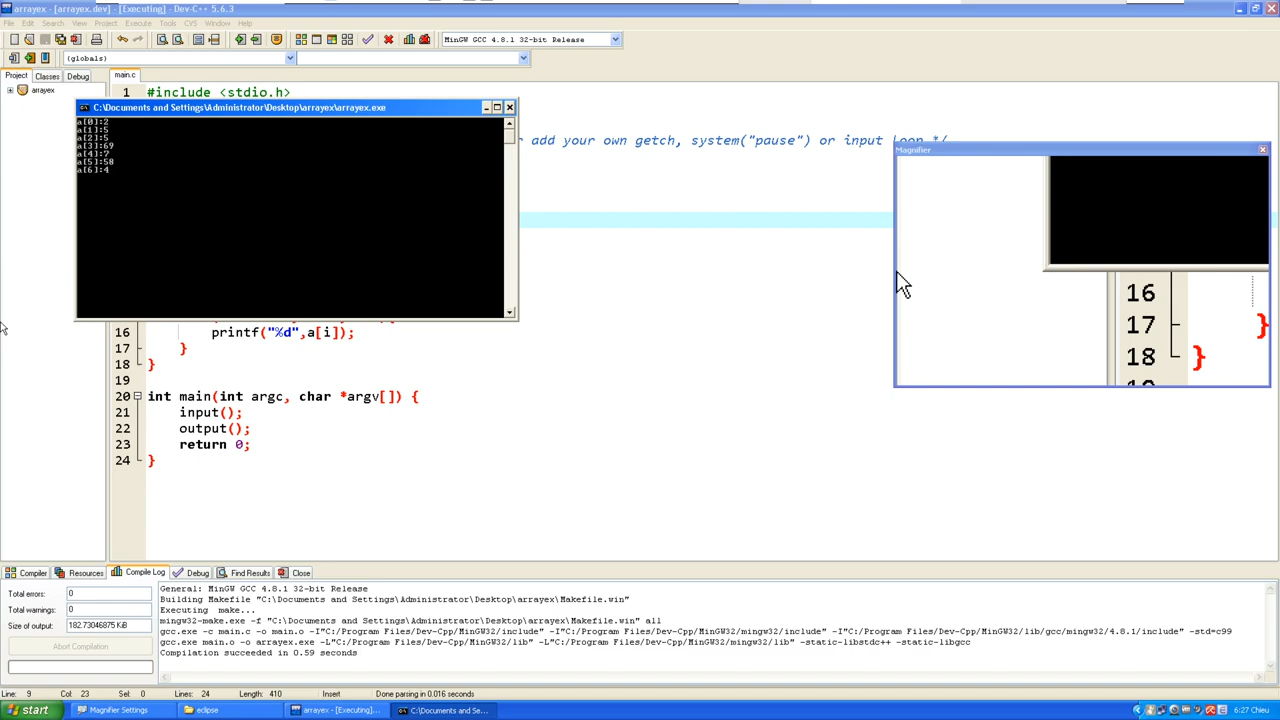 arrayex - [arrayex.dev] - [Executing] - Dev-C++ 5.6.3
File Edit Search View Project Execute Tools CVS Window Help
MinGW GCC 4.8.1 32-bit Release
(globals)
Project Classes Debug
main.c
arrayex
1 #include <stdio.h>
C:\Documents and Settings\Administrator\Desktop\arrayex\arrayex.exe
a[0]:2
a[1]:5
a[2]:5
a[3]:69
a[4]:7
a[5]:58
a[6]:4
r add your own getch, system("pause") or input loop */
Magnifier
16
17 }
18 }
16 printf("%d",a[i]);
17 }
18 }
19
20 int main(int argc, char *argv[]) {
21 input();
22 output();
23 return 0;
24 }
Compiler Resources Compile Log Debug Find Results Close
Total errors: 0
Total warnings: 0
Size of output: 182.73046875 KiB
Abort Compilation
General: MinGW GCC 4.8.1 32-bit Release
Building Makefile "C:\Documents and Settings\Administrator\Desktop\arrayex\Makefile.win"
Executing make...
mingw32-make.exe -f "C:\Documents and Settings\Administrator\Desktop\arrayex\Makefile.win" all
gcc.exe -c main.c -o main.o -I"C:/Program Files/Dev-Cpp/MinGW32/include" -I"C:/Program Files/Dev-Cpp/MinGW32/mingw32/include" -I"C:/Program Files/Dev-Cpp/MinGW32/lib/gcc/mingw32/4.8.1/include" -std=c99
gcc.exe main.o -o arrayex.exe -L"C:/Program Files/Dev-Cpp/MinGW32/lib" -L"C:/Program Files/Dev-Cpp/MinGW32/mingw32/lib" -static-libstdc++ -static-libgcc
Compilation succeeded in 0.59 seconds
Line: 9 Col: 23 Sel: 0 Lines: 24 Length: 410 Insert Done parsing in 0.016 seconds
start Magnifier Settings eclipse arrayex - [Executing]... C:\Documents and Se... 6:27 Chieu